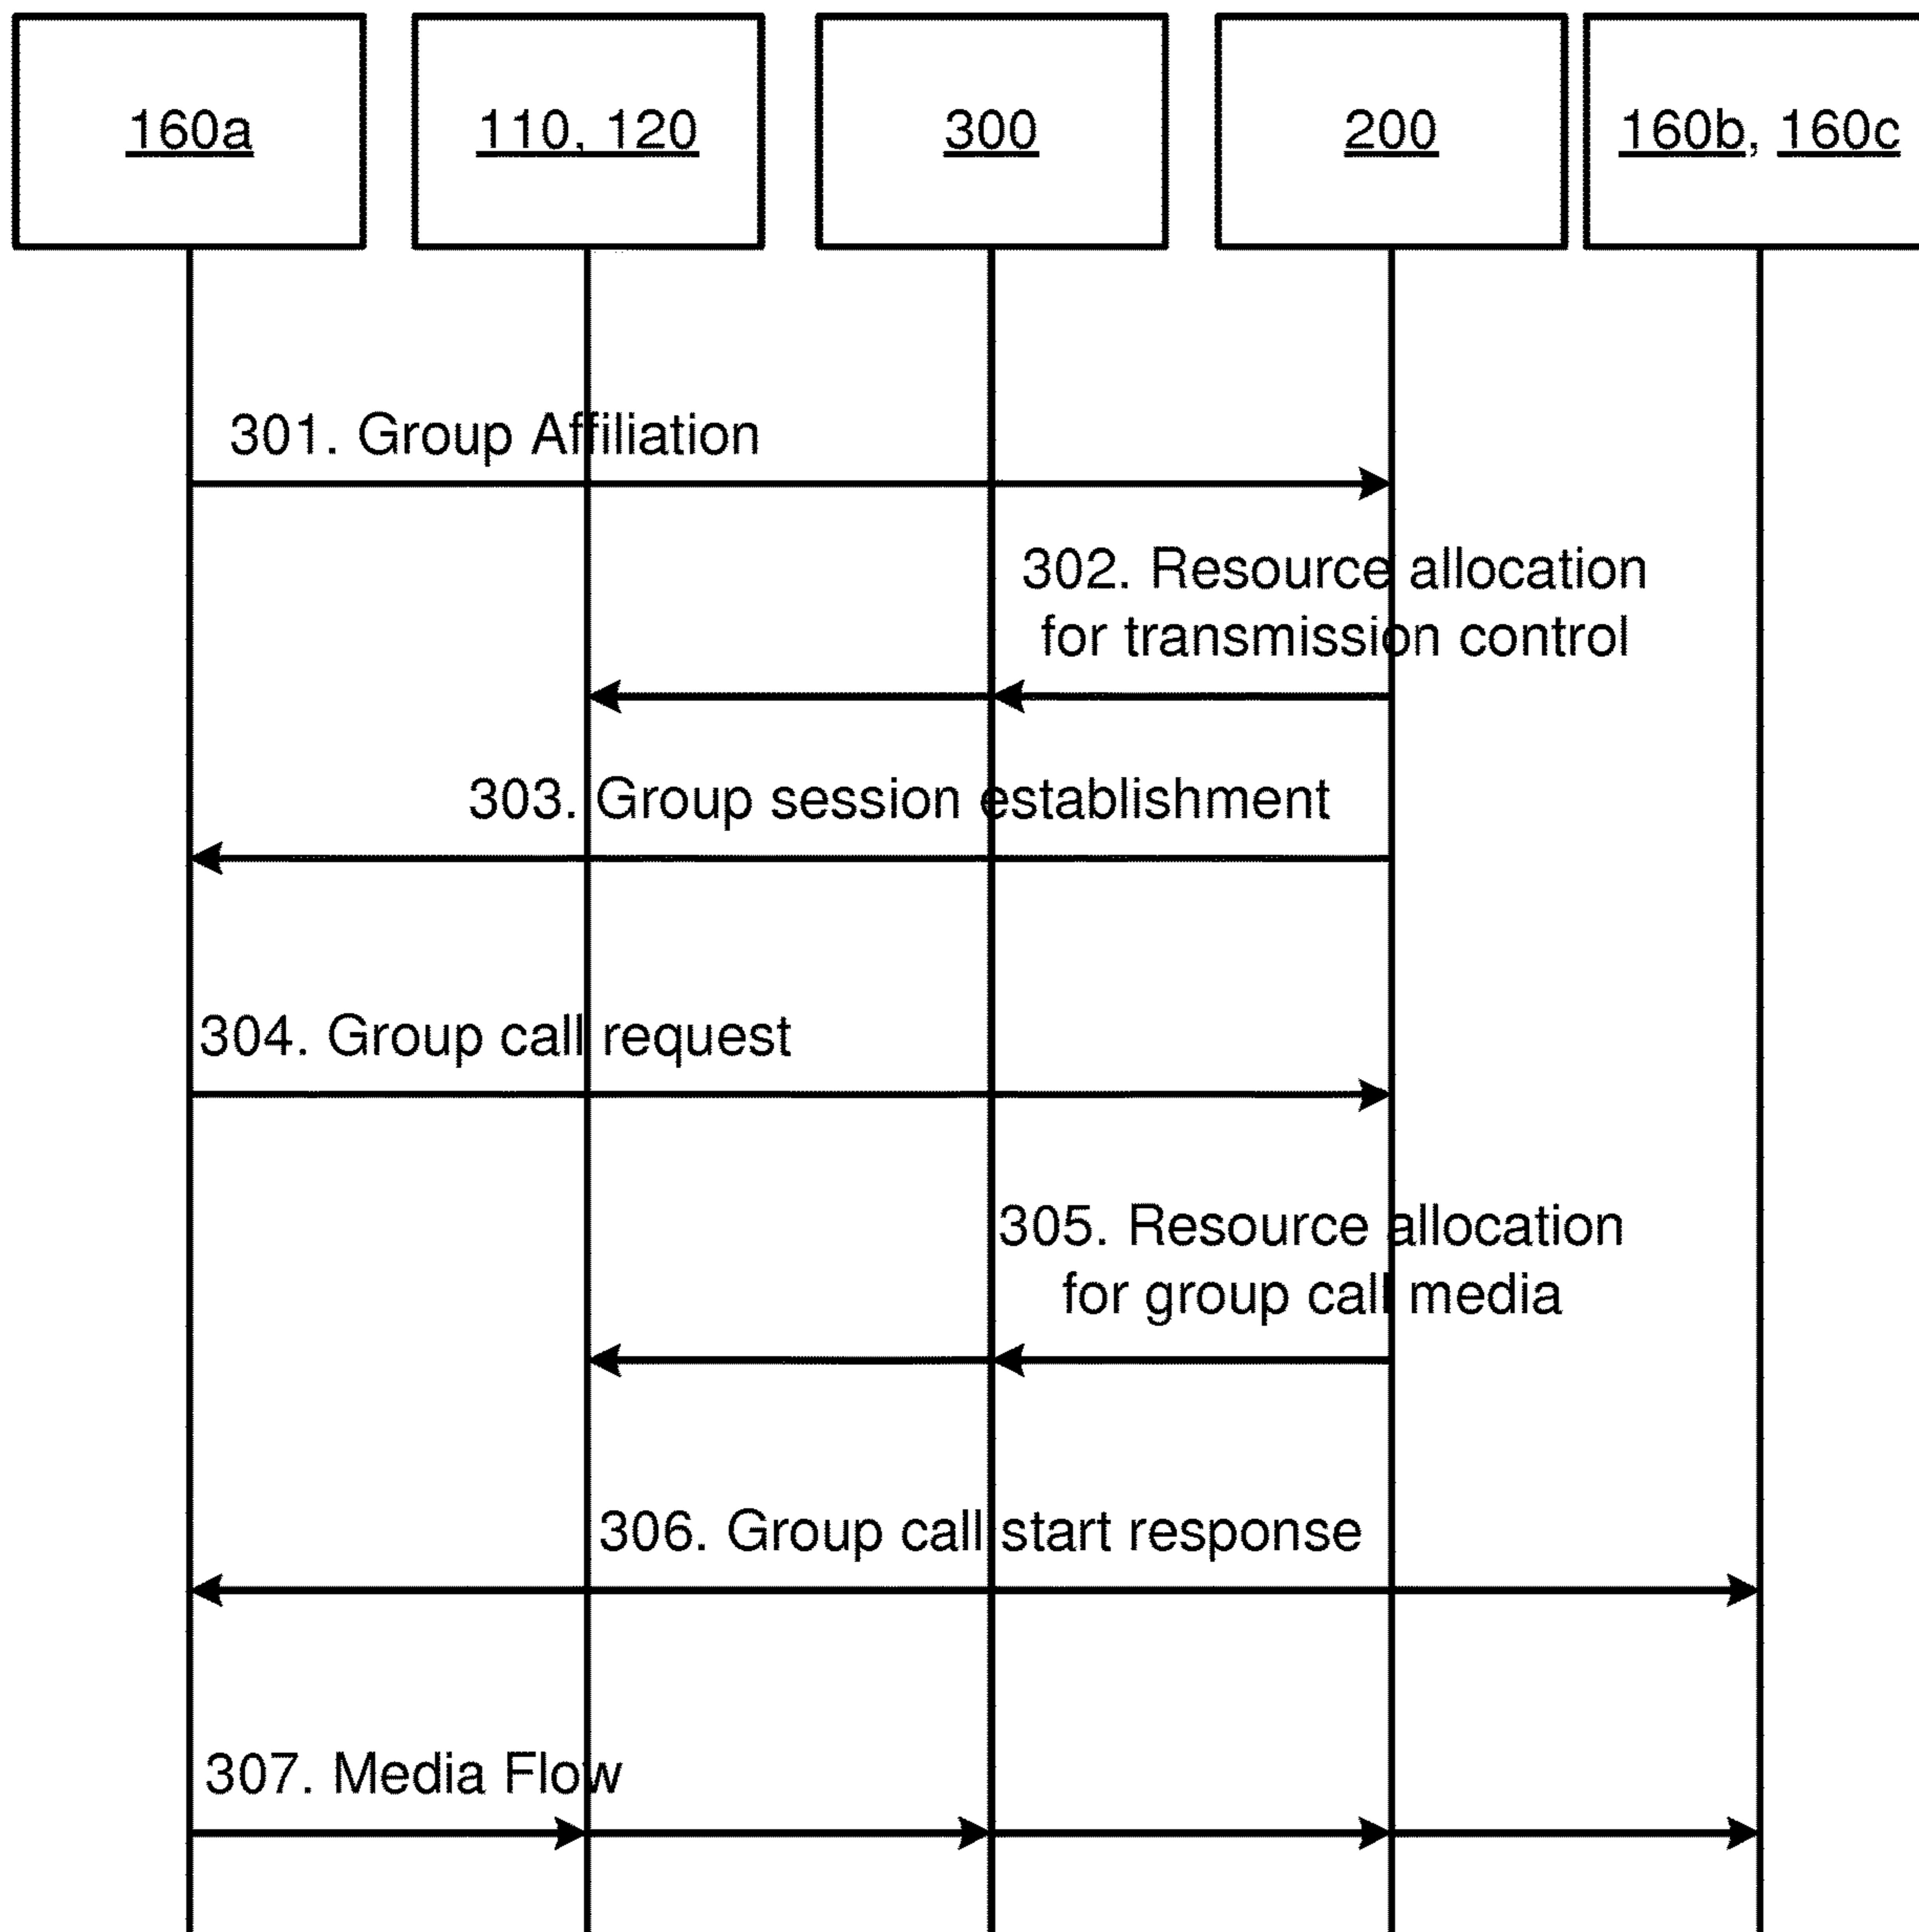 160a
110, 120
300
200
160b, 160c
301. Group Affiliation
302. Resource allocation
for transmission control
303. Group session establishment
304. Group call request
305. Resource allocation
for group call media
306. Group call start response
307. Media Flow